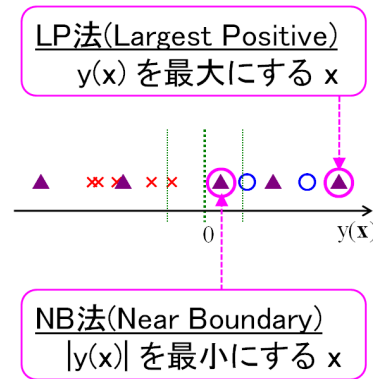 LP法(Largest Positive)
y(x) を最大にする x
0
y(x)
NB法(Near Boundary)
|y(x)| を最小にする x